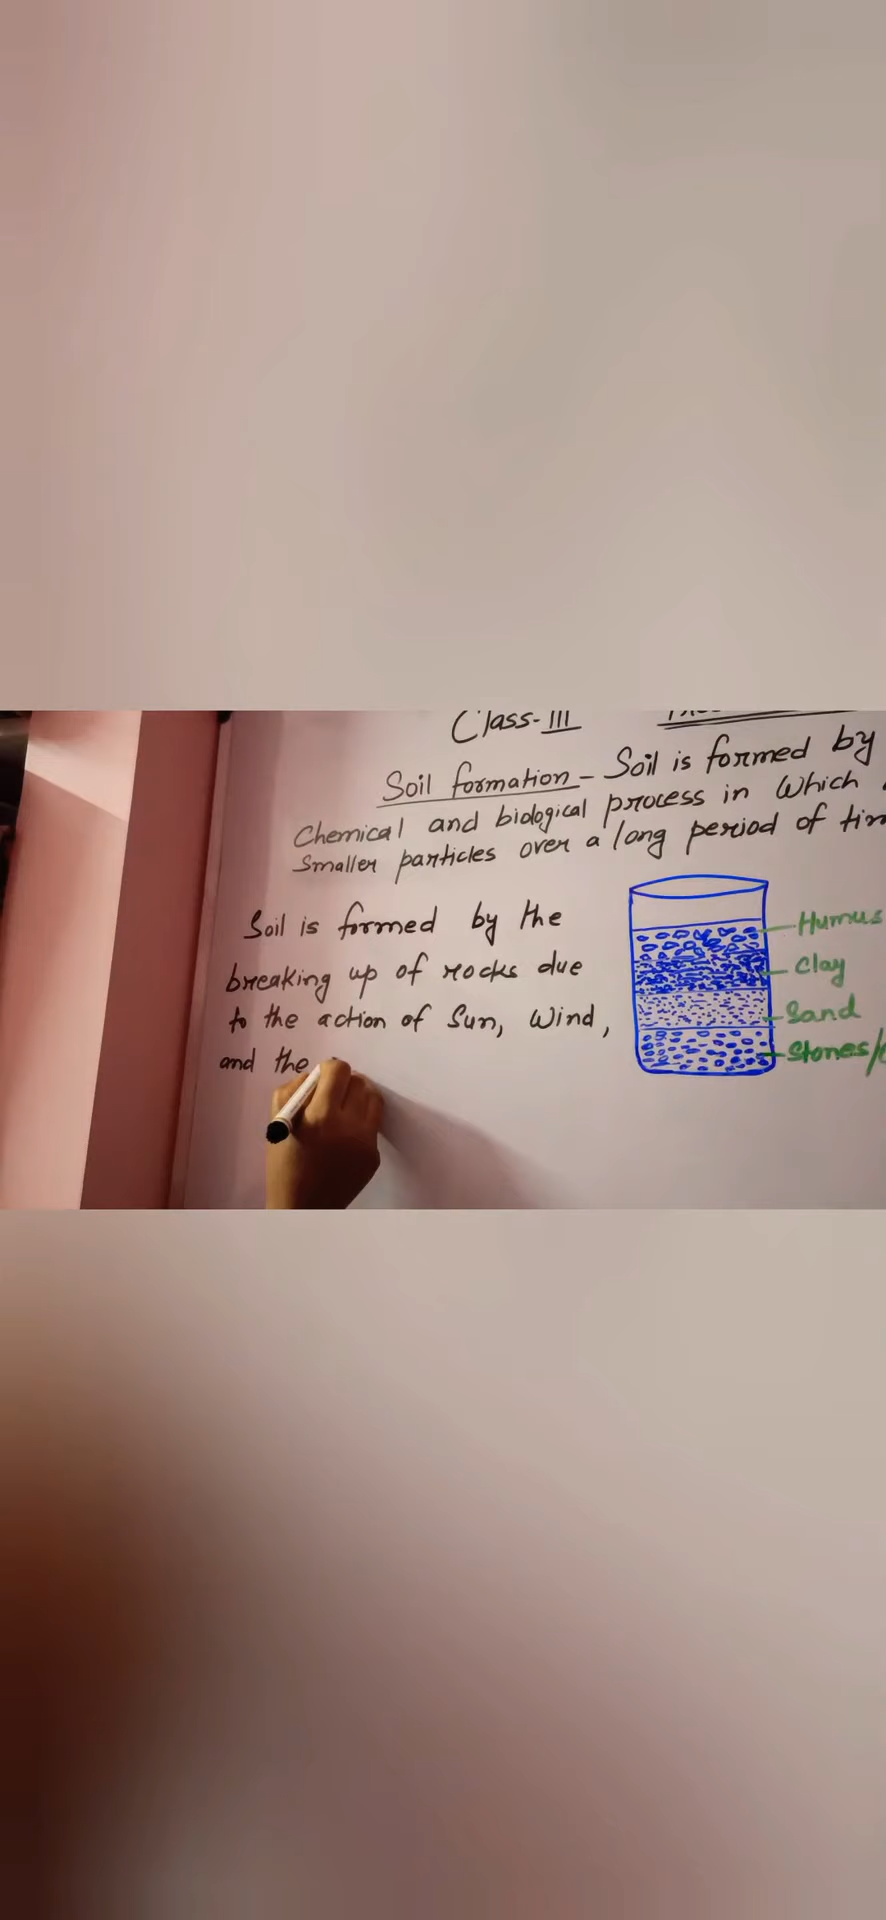 Class-III
Soil formation - Soil is formed by
Chemical and biological process in which
Smaller particles over a long period of
Soil is formed by the
breaking up of rocks due
to the action of Sun, Wind,
and the
Humus
Clay
Sand
Stones/